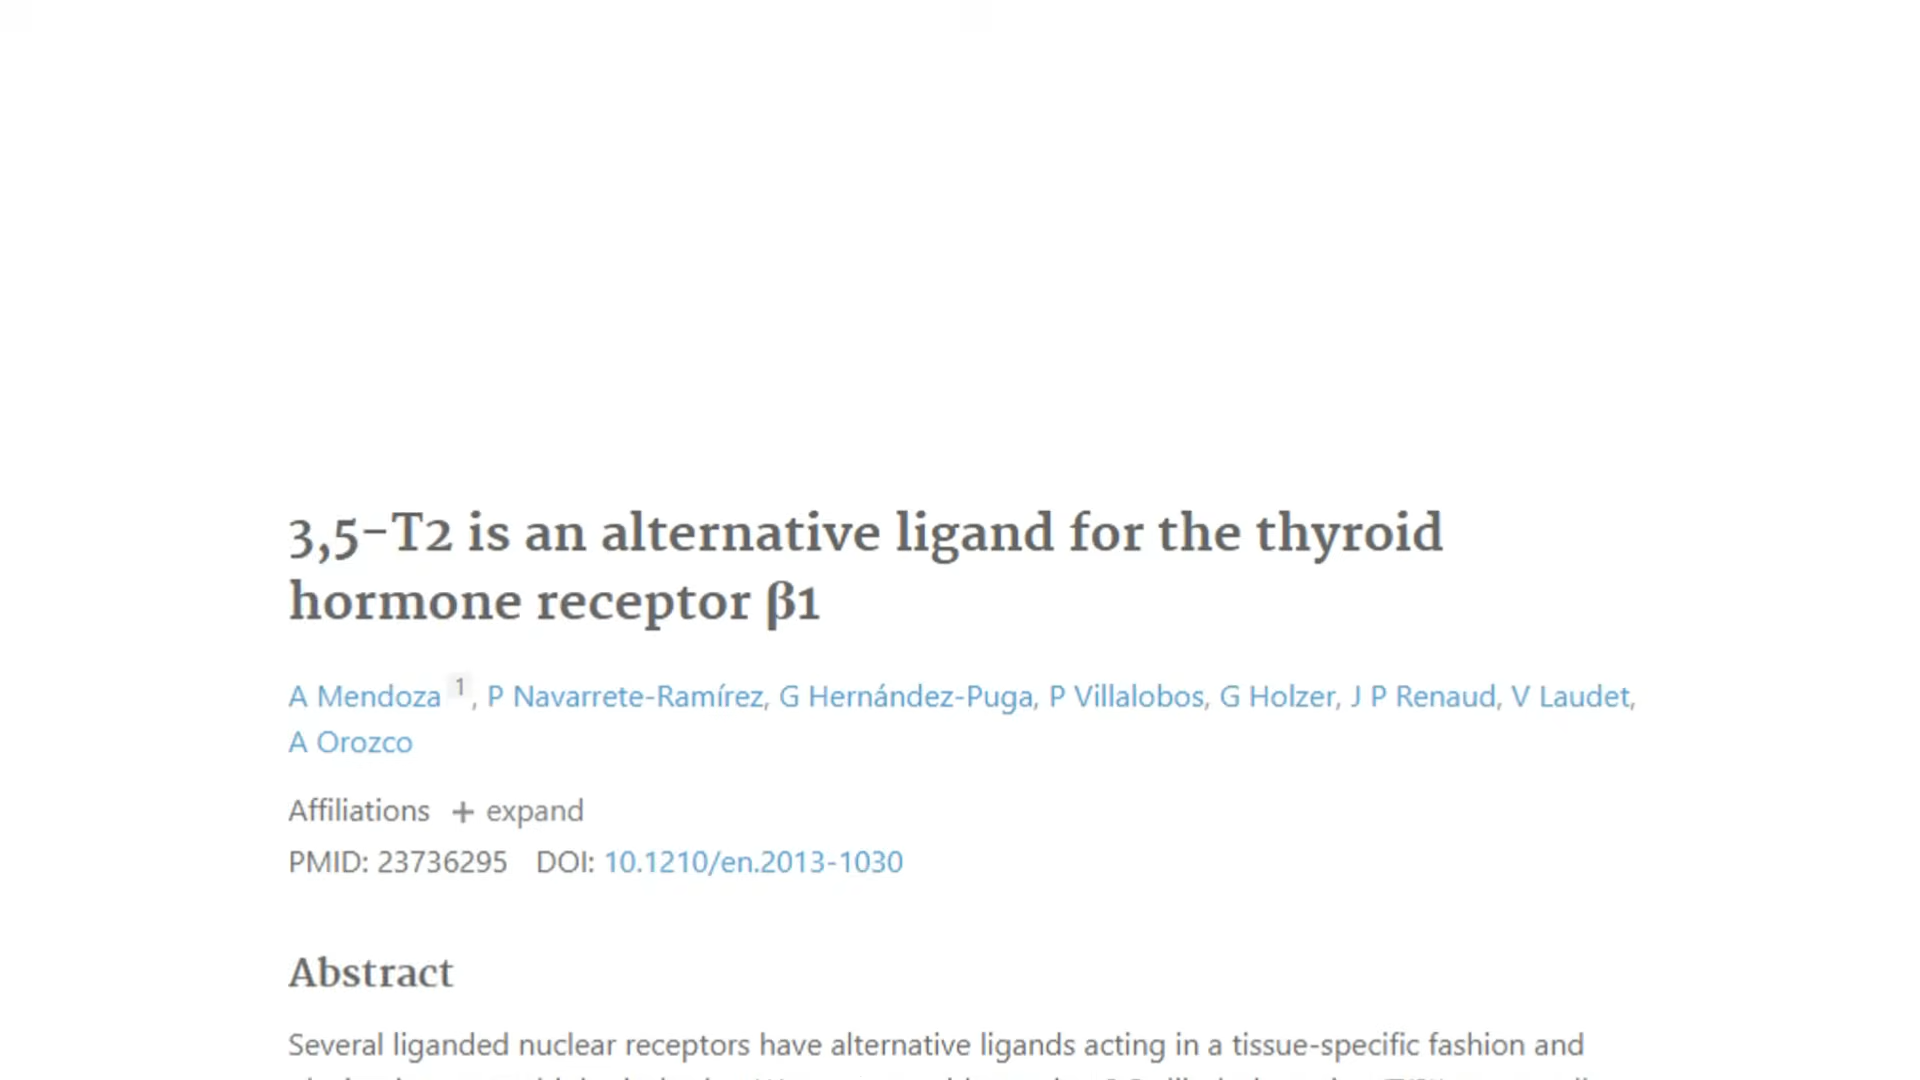 3,5-T2 is an alternative ligand for the thyroid
hormone receptor β1
A Mendoza 1, P Navarrete-Ramírez, G Hernández-Puga, P Villalobos, G Holzer, J P Renaud, V Laudet,
A Orozco
Affiliations + expand
PMID: 23736295 DOI: 10.1210/en.2013-1030
Abstract
Several liganded nuclear receptors have alternative ligands acting in a tissue-specific fashion and